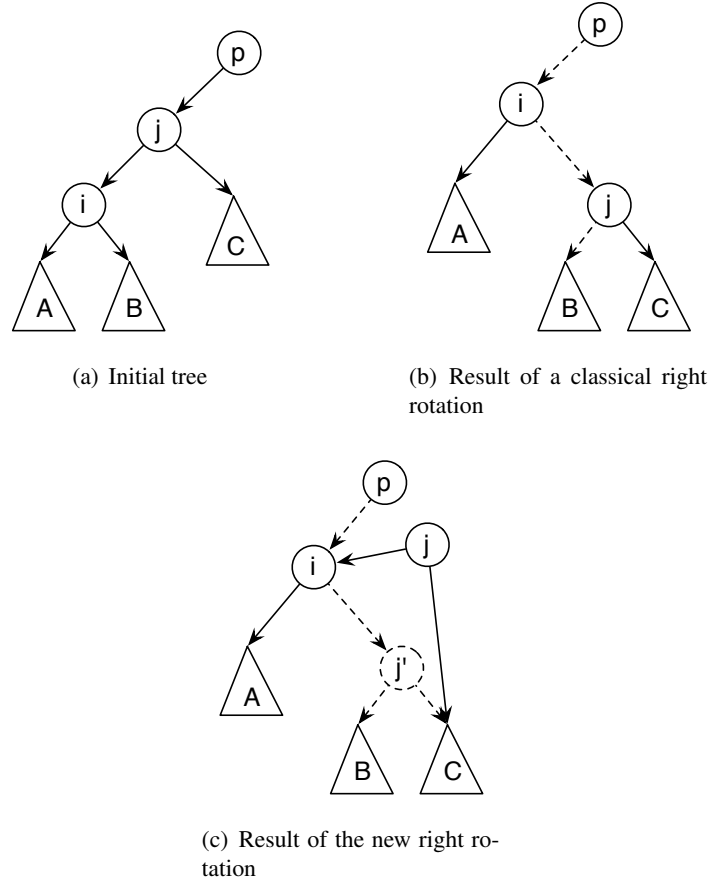 p
j
i
C
A
B
(a) Initial tree
p
i
A
j
B
C
(b) Result of a classical right
rotation
p
j
i
j'
A
B
C
(c) Result of the new right ro-
tation